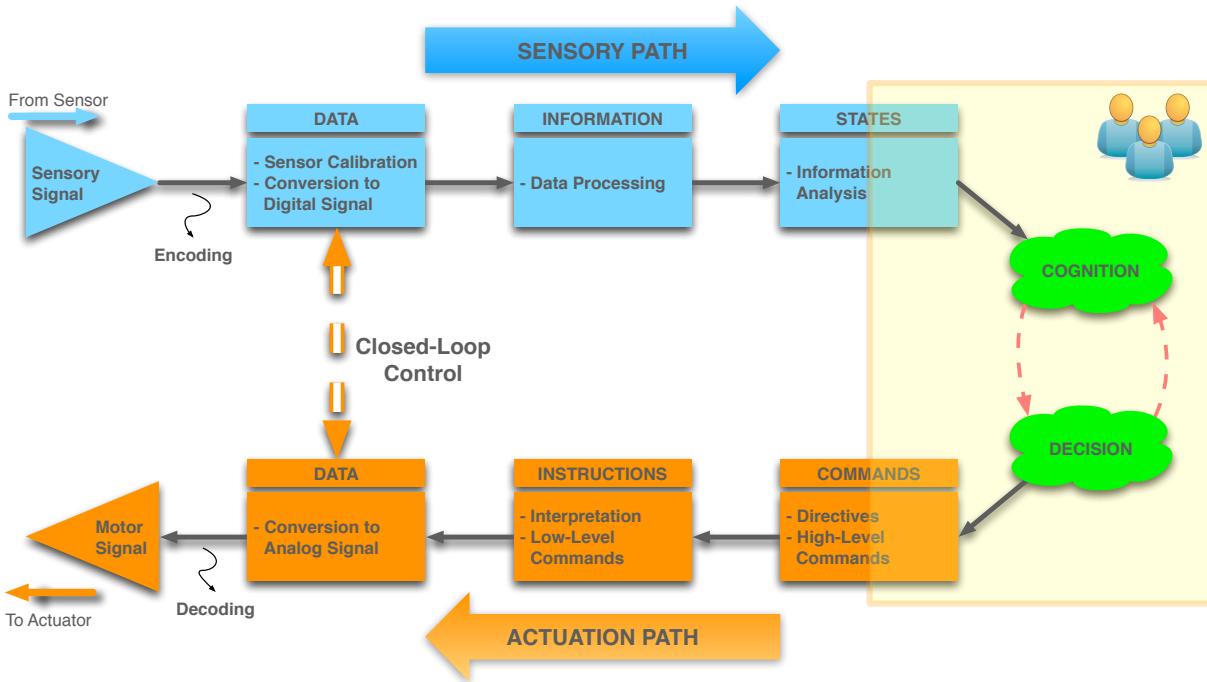 SENSORY PATH
From Sensor
DATA
INFORMATION
STATES
Sensory
Signal
- Sensor Calibration
- Conversion to
Digital Signal
- Data Processing
- Information
Analysis
Encoding
COGNITION
Closed-Loop
Control
DECISION
DATA
INSTRUCTIONS
COMMANDS
Motor
Signal
- Conversion to
Analog Signal
- Interpretation
- Low-Level
Commands
- Directives
- High-Level
Commands
Decoding
To Actuator
ACTUATION PATH